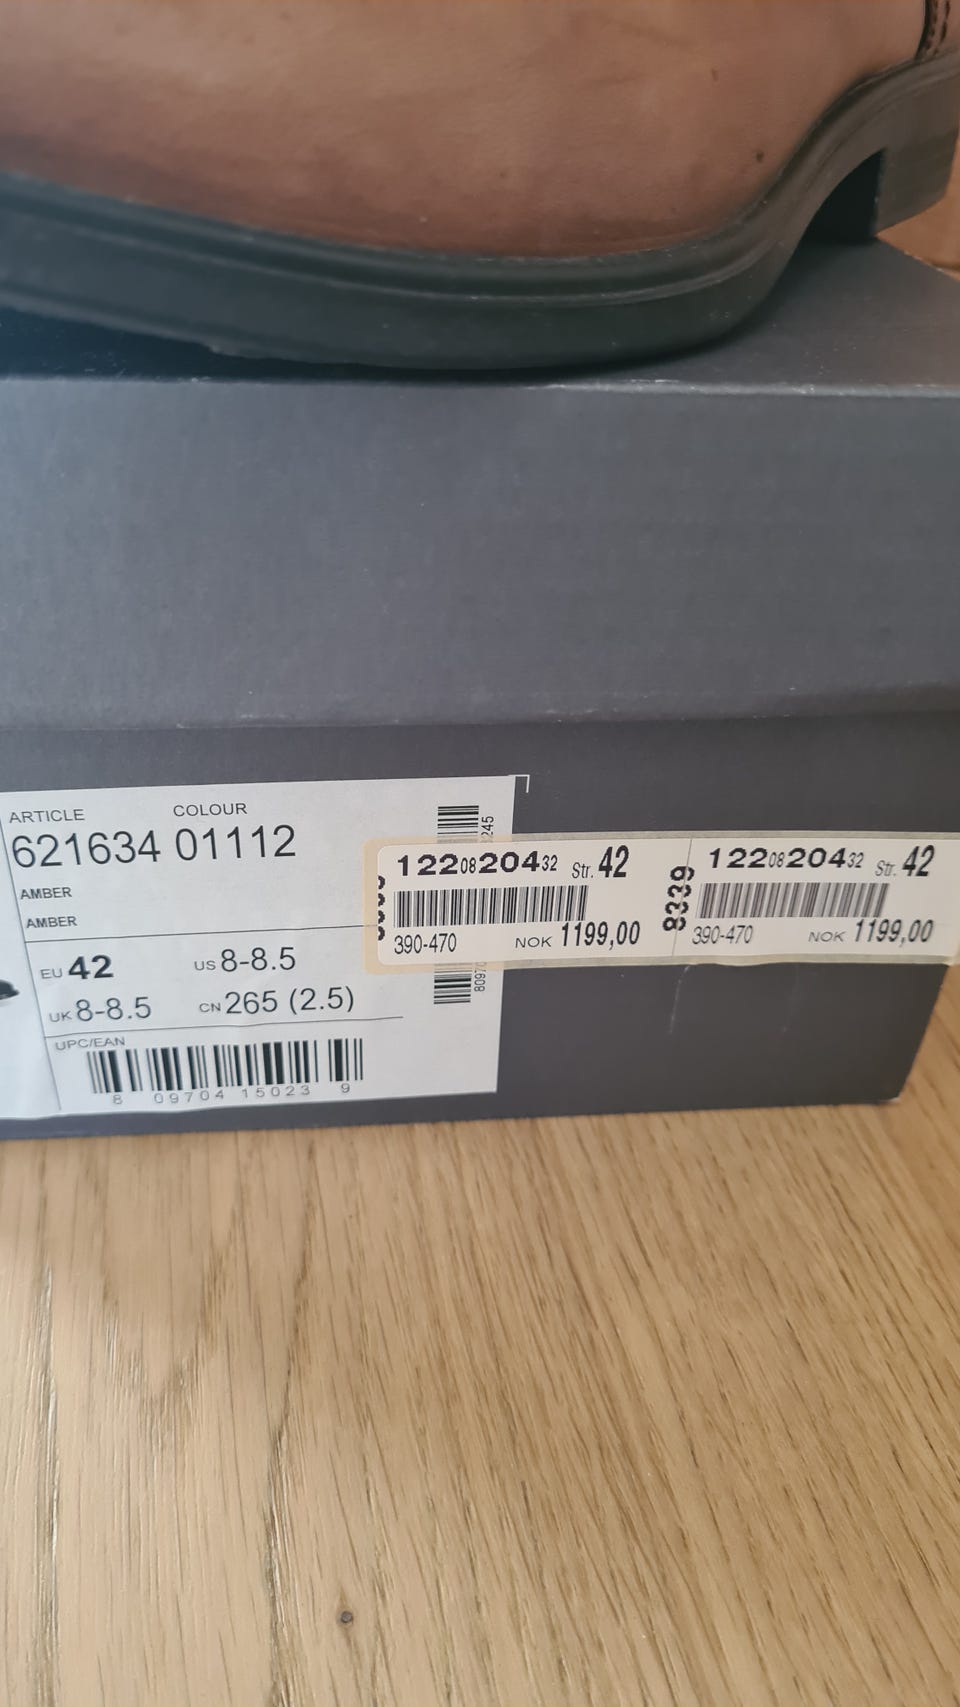 ARTICLE COLOUR
621634 01112
AMBER
AMBER
EU 42 US 8-8.5
UK 8-8.5 CN 265 (2.5)
UPC/EAN
8 09704 15023 9
245
80970
1220820432 Str. 42
390-470 NOK 1199,00
8339
1220820432 Str. 42
390-470 NOK 1199,00